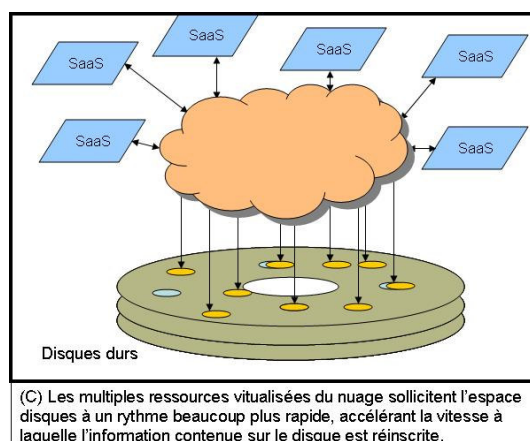 SaaS
SaaS
SaaS
SaaS
SaaS
SaaS
Disques durs
(C) Les multiples ressources vitualisées du nuage sollicitent l'espace
disques à un rythme beaucoup plus rapide, accélérant la vitesse à
laquelle l'information contenue sur le disque est réinscrite.